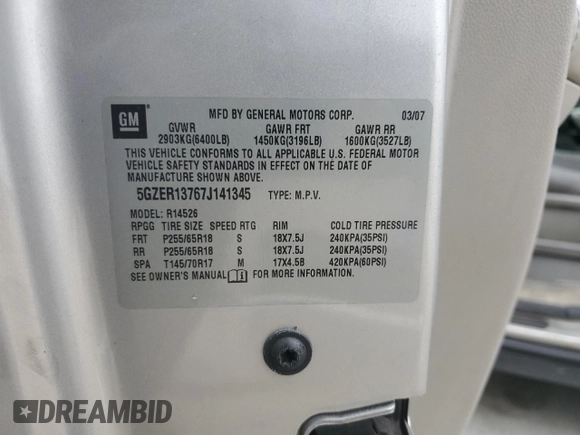 GM
MFD BY GENERAL MOTORS CORP. 03/07
GVWR GAWR FRT GAWR RR
2903KG(6400LB) 1450KG(3196LB) 1600KG(3527LB)
THIS VEHICLE CONFORMS TO ALL APPLICABLE U.S. FEDERAL MOTOR
VEHICLE SAFETY STANDARDS IN EFFECT ON THE DATE OF
MANUFACTURE SHOWN ABOVE.
5GZER13767J141345 TYPE: M.P.V.
MODEL: R14526
RPGG TIRE SIZE SPEED RTG RIM COLD TIRE PRESSURE
FRT P255/65R18 S 18X7.5J 240KPA(35PSI)
RR P255/65R18 S 18X7.5J 240KPA(35PSI)
SPA T145/70R17 M 17X4.5B 420KPA(60PSI)
SEE OWNER'S MANUAL FOR MORE INFORMATION.
DREAMBID